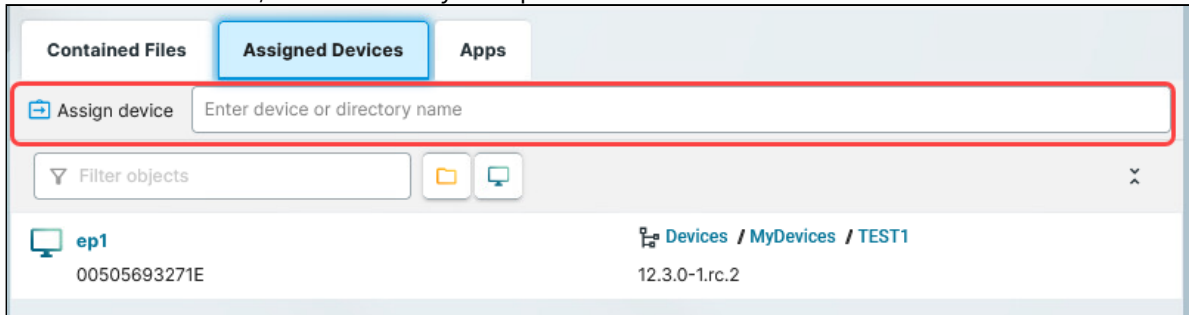 Contained Files
Assigned Devices
Apps
Assign device
Enter device or directory name
Filter objects
ep1
Devices / MyDevices / TEST1
00505693271E
12.3.0-1.rc.2